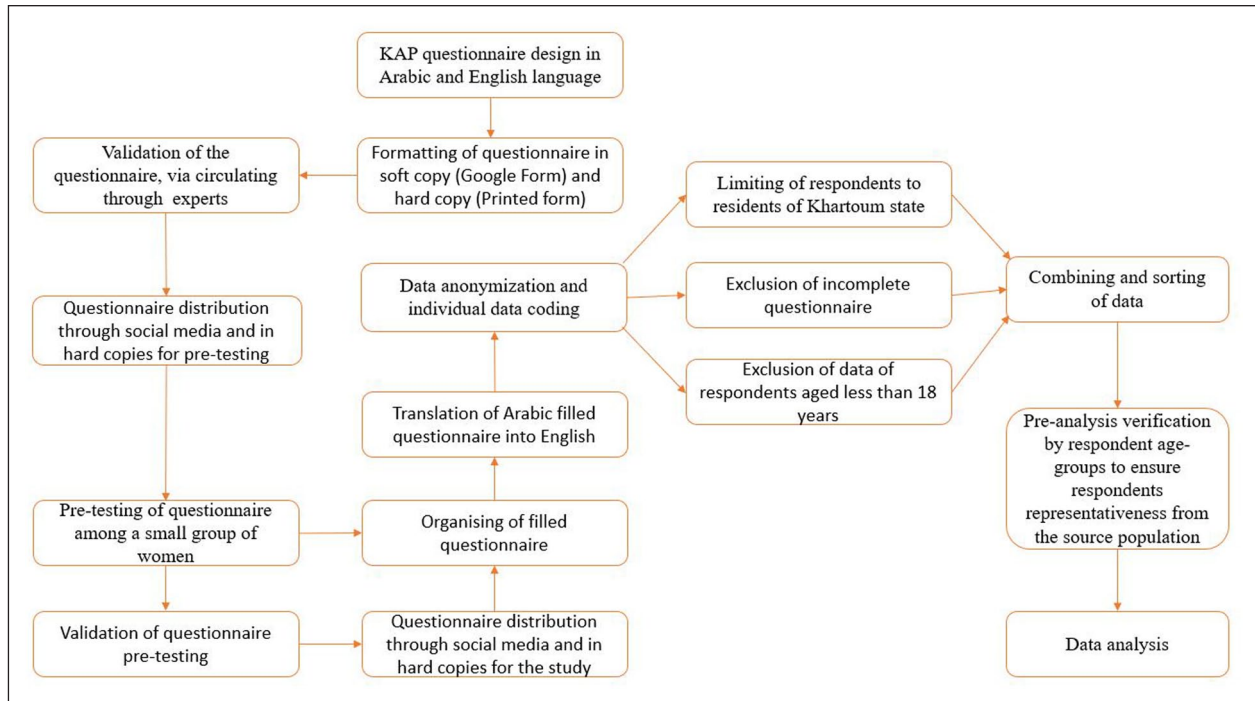 KAP questionnaire design in
Arabic and English language
Formatting of questionnaire in
soft copy (Google Form) and
hard copy (Printed form)
Validation of the
questionnaire, via circulating
through experts
Questionnaire distribution
through social media and in
hard copies for pre-testing
Pre-testing of questionnaire
among a small group of
women
Validation of questionnaire
pre-testing
Questionnaire distribution
through social media and in
hard copies for the study
Organising of filled
questionnaire
Translation of Arabic filled
questionnaire into English
Data anonymization and
individual data coding
Limiting of respondents to
residents of Khartoum state
Exclusion of incomplete
questionnaire
Exclusion of data of
respondents aged less than 18
years
Combining and sorting
of data
Pre-analysis verification
by respondent age-
groups to ensure
respondents
representativeness from
the source population
Data analysis